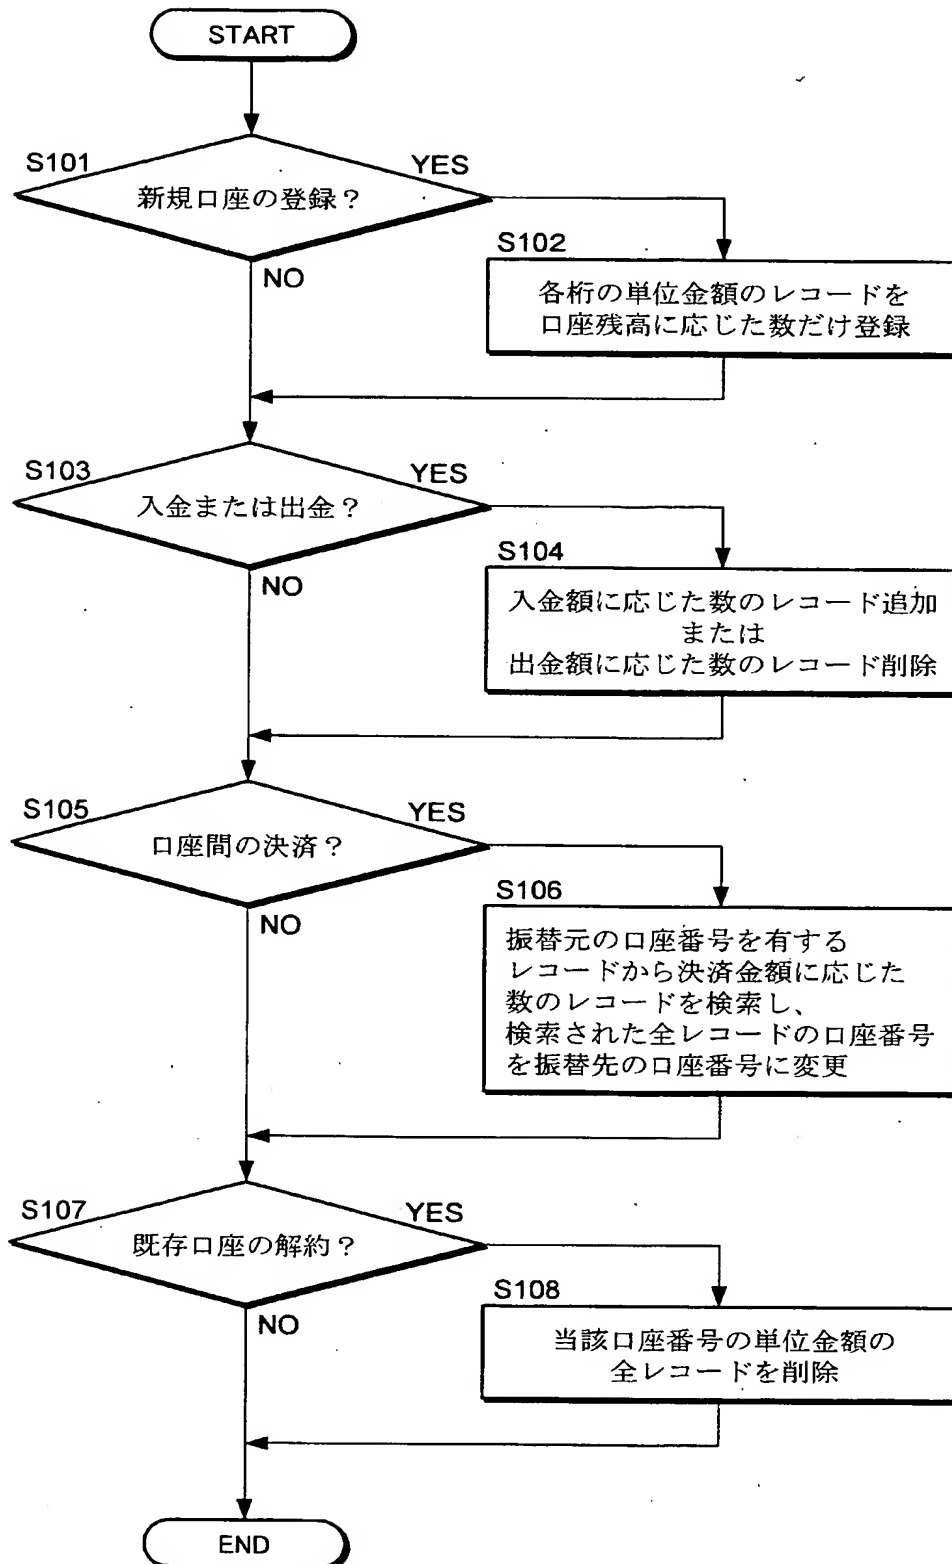 START
S101
YES
新規口座の登録？
NO
S102
各桁の単位金額のレコードを
口座残高に応じた数だけ登録
S103
YES
入金または出金？
NO
S104
入金額に応じた数のレコード追加
または
出金額に応じた数のレコード削除
S105
YES
口座間の決済？
NO
S106
振替元の口座番号を有する
レコードから決済金額に応じた
数のレコードを検索し、
検索された全レコードの口座番号
を振替先の口座番号に変更
S107
YES
既存口座の解約？
NO
S108
当該口座番号の単位金額の
全レコードを削除
END